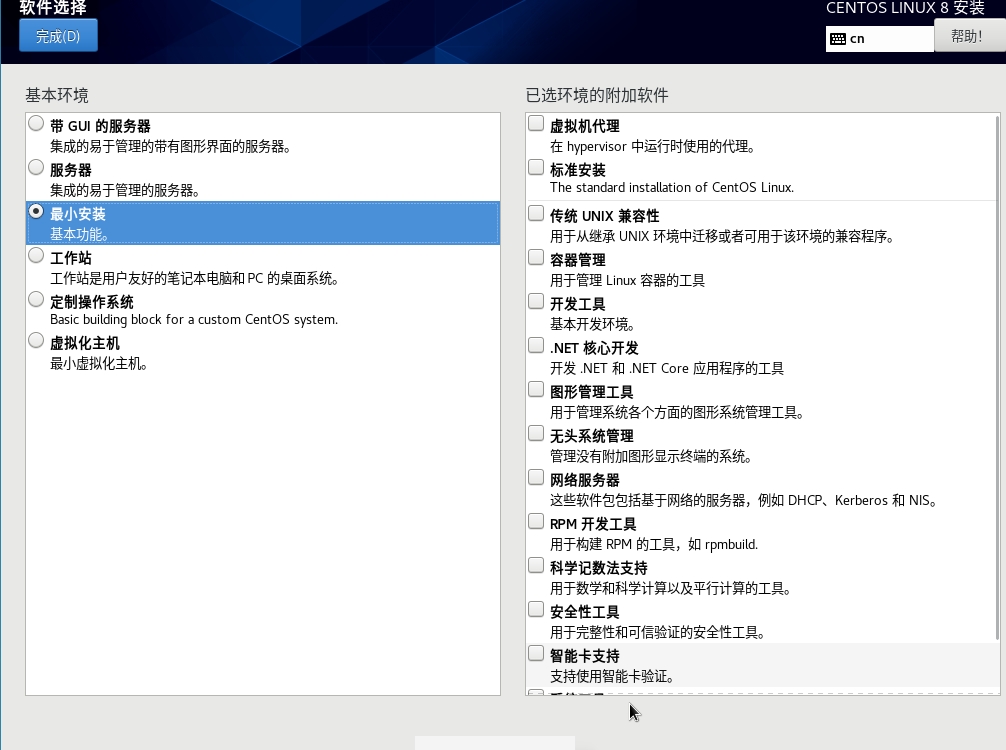 软件选择
CENTOS LINUX 8 安装
完成(D)
cn
帮助!
基本环境
带 GUI 的服务器
集成的易于管理的带有图形界面的服务器。
服务器
集成的易于管理的服务器。
最小安装
基本功能。
工作站
工作站是用户友好的笔记本电脑和 PC 的桌面系统。
定制操作系统
Basic building block for a custom CentOS system.
虚拟化主机
最小虚拟化主机。
已选环境的附加软件
虚拟机代理
在 hypervisor 中运行时使用的代理。
标准安装
The standard installation of CentOS Linux.
传统 UNIX 兼容性
用于从继承 UNIX 环境中迁移或者可用于该环境的兼容程序。
容器管理
用于管理 Linux 容器的工具
开发工具
基本开发环境。
.NET 核心开发
开发 .NET 和 .NET Core 应用程序的工具
图形管理工具
用于管理系统各个方面的图形系统管理工具。
无头系统管理
管理没有附加图形显示终端的系统。
网络服务器
这些软件包包括基于网络的服务器，例如 DHCP、Kerberos 和 NIS。
RPM 开发工具
用于构建 RPM 的工具，如 rpmbuild.
科学记数法支持
用于数学和科学计算以及平行计算的工具。
安全性工具
用于完整性和可信验证的安全性工具。
智能卡支持
支持使用智能卡验证。